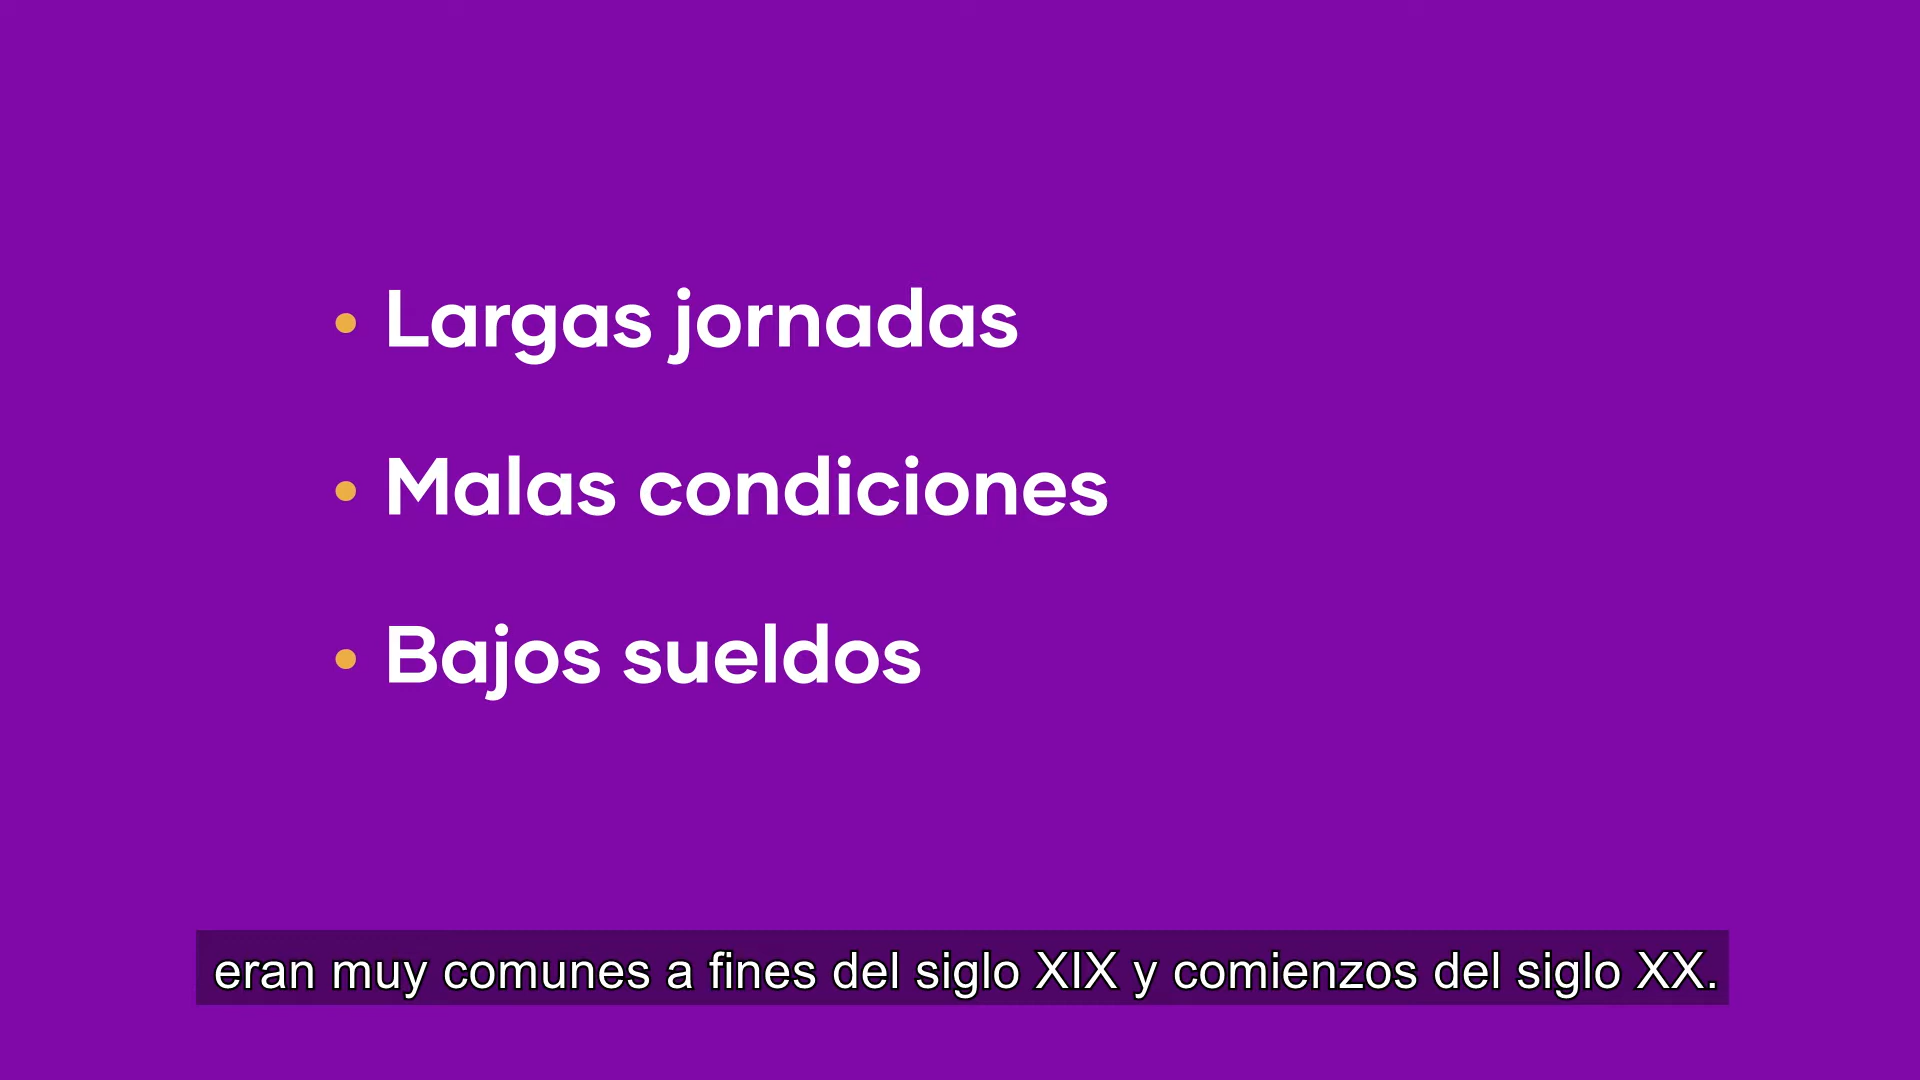 • Largas jornadas
• Malas condiciones
• Bajos sueldos
eran muy comunes a fines del siglo XIX y comienzos del siglo XX.